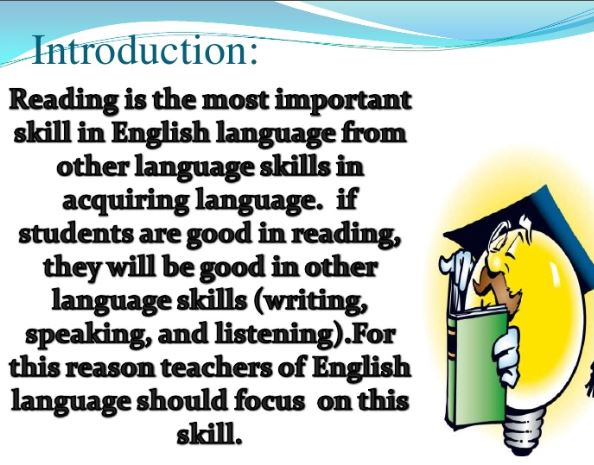 Introduction:
Reading is the most important
skill in English language from
other language skills in
acquiring language.  if
students are good in reading,
they will be good in other
language skills (writing,
speaking, and listening).For
this reason teachers of English
language should focus  on this
skill.